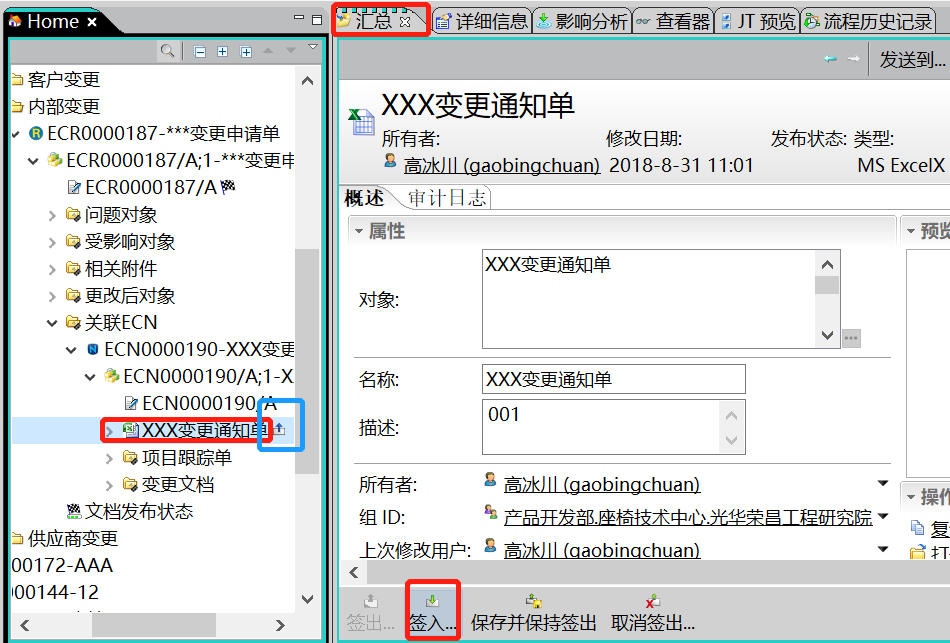 Home
客户变更
内部变更
ECR0000187-***变更申请单
ECR0000187/A;1-***变更申
ECR0000187/A
问题对象
受影响对象
相关附件
更改后对象
关联ECN
ECN0000190-XXX变更
ECN0000190/A;1-X
ECN0000190/A
XXX变更通知单
项目跟踪单
变更文档
文档发布状态
供应商变更
00172-AAA
000144-12
汇总 详细信息 影响分析 查看器 JT 预览 流程历史记录
发送到...
XXX变更通知单
所有者: 修改日期: 发布状态: 类型:
高冰川 (gaobingchuan) 2018-8-31 11:01 MS ExcelX
概述 审计日志
属性 预览
对象: XXX变更通知单
名称: XXX变更通知单
描述: 001
所有者: 高冰川 (gaobingchuan)
组 ID: 产品开发部.座椅技术中心.光华荣昌工程研究院
上次修改用户: 高冰川 (gaobingchuan)
操作
复
打
签出... 签入... 保存并保持签出 取消签出...